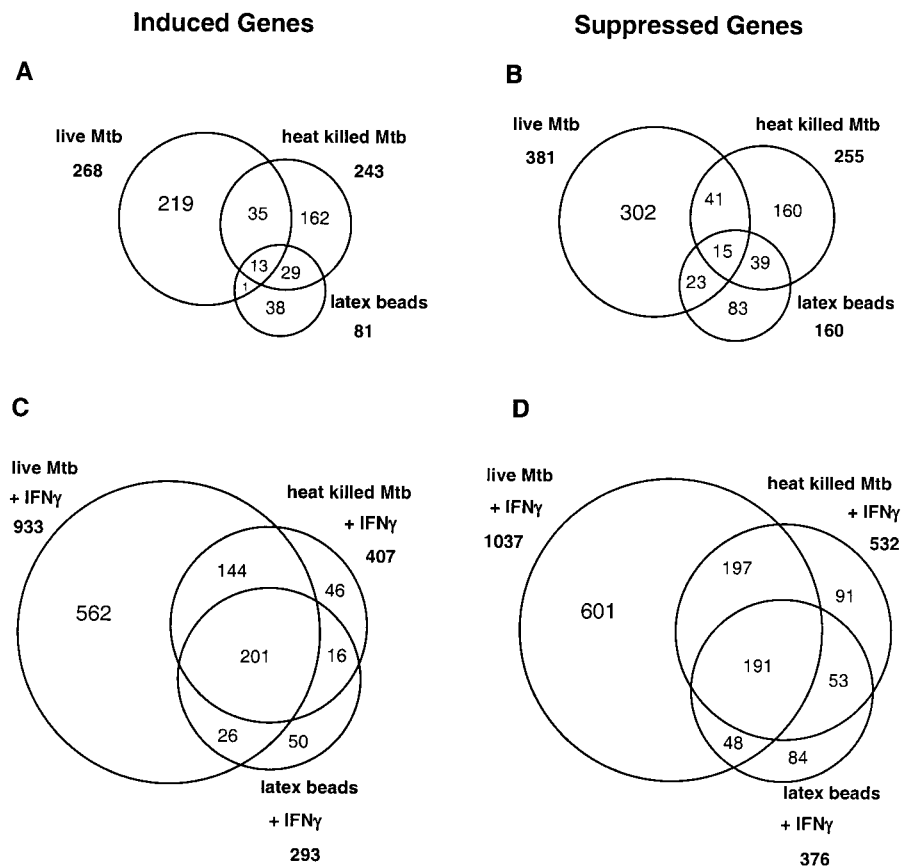 Induced Genes
Suppressed Genes
A
live Mtb
268
heat killed Mtb
243
219
35
162
13
29
1
38
latex beads
81
B
live Mtb
381
heat killed Mtb
255
302
41
160
15
39
23
83
latex beads
160
C
live Mtb
+ IFNγ
933
heat killed Mtb
+ IFNγ
407
144
46
562
201
16
26
50
latex beads
+ IFNγ
293
D
live Mtb
+ IFNγ
1037
heat killed Mtb
+ IFNγ
532
197
91
601
191
53
48
84
latex beads
+ IFNγ
376